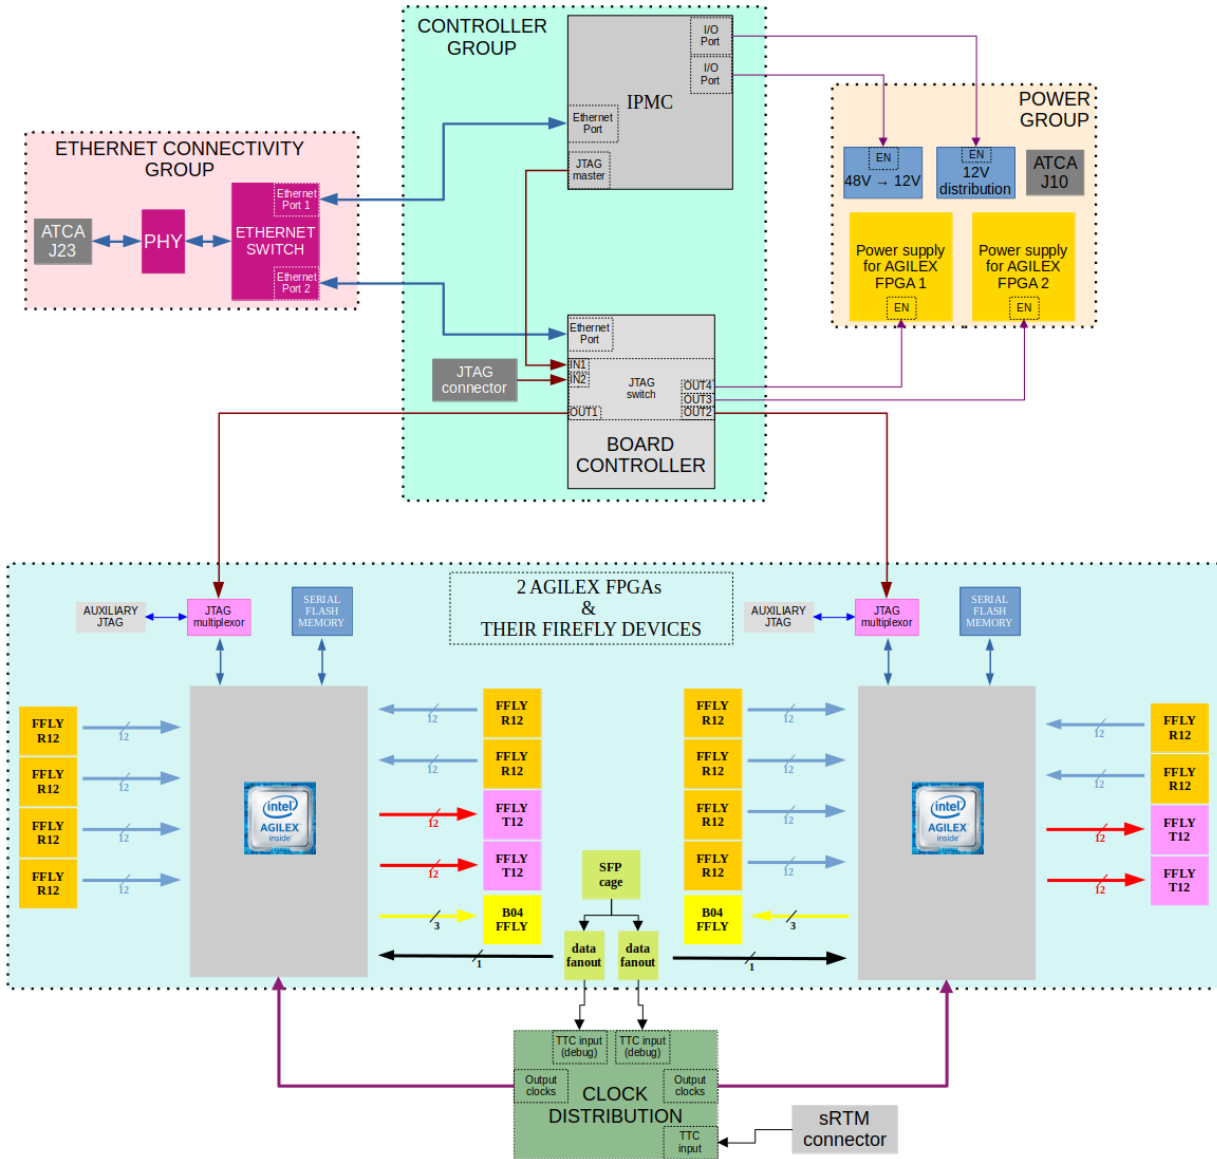 CONTROLLER
GROUP
I/O
Port
I/O
Port
IPMC
Ethernet
Port
JTAG
master
POWER
GROUP
EN
48V → 12V
EN
12V
distribution
ATCA
J10
Power supply
for AGILEX
FPGA 1
EN
Power supply
for AGILEX
FPGA 2
EN
ETHERNET CONNECTIVITY
GROUP
ATCA
J23
PHY
Ethernet
Port 1
ETHERNET
SWITCH
Ethernet
Port 2
Ethernet
Port
IN1
IN2
JTAG
connector
JTAG
switch
OUT4
OUT3
OUT1
OUT2
BOARD
CONTROLLER
2 AGILEX FPGAs
&
THEIR FIREFLY DEVICES
AUXILIARY
JTAG
JTAG
multiplexor
SERIAL
FLASH
MEMORY
AUXILIARY
JTAG
JTAG
multiplexor
SERIAL
FLASH
MEMORY
FFLY
R12
12
FFLY
R12
12
FFLY
R12
12
FFLY
R12
12
intel
AGILEX
inside
12
FFLY
R12
12
FFLY
R12
12
FFLY
T12
12
FFLY
T12
3
B04
FFLY
1
SFP
cage
data
fanout
data
fanout
FFLY
R12
12
FFLY
R12
12
FFLY
R12
12
FFLY
R12
12
B04
FFLY
3
1
intel
AGILEX
inside
12
FFLY
R12
12
FFLY
R12
12
FFLY
T12
12
FFLY
T12
TTC input
(debug)
TTC input
(debug)
Output
clocks
Output
clocks
CLOCK
DISTRIBUTION
TTC
input
sRTM
connector